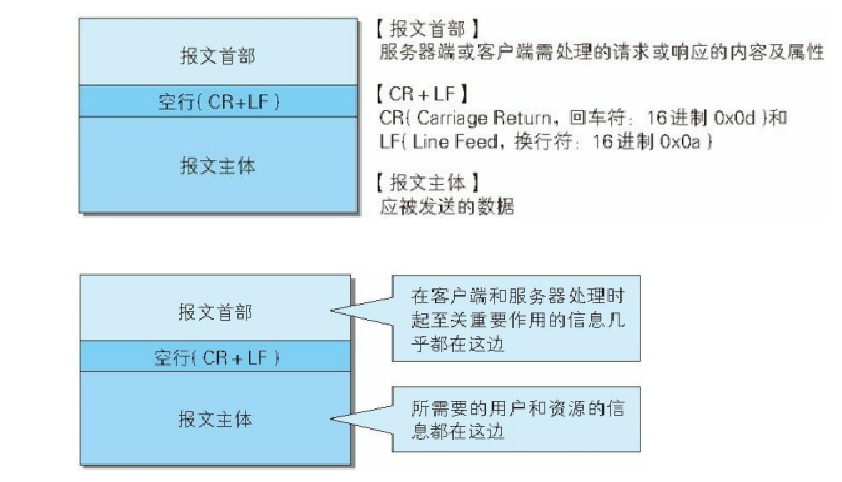 报文首部
空行(CR+LF)
报文主体
【报文首部】
服务器端或客户端需处理的请求或响应的内容及属性
【CR+LF】
CR(Carriage Return，回车符：16进制 0x0d)和
LF(Line Feed，换行符：16进制 0x0a)
【报文主体】
应被发送的数据
报文首部
空行(CR+LF)
报文主体
在客户端和服务器处理时
起至关重要作用的信息几
乎都在这边
所需要的用户和资源的信
息都在这边